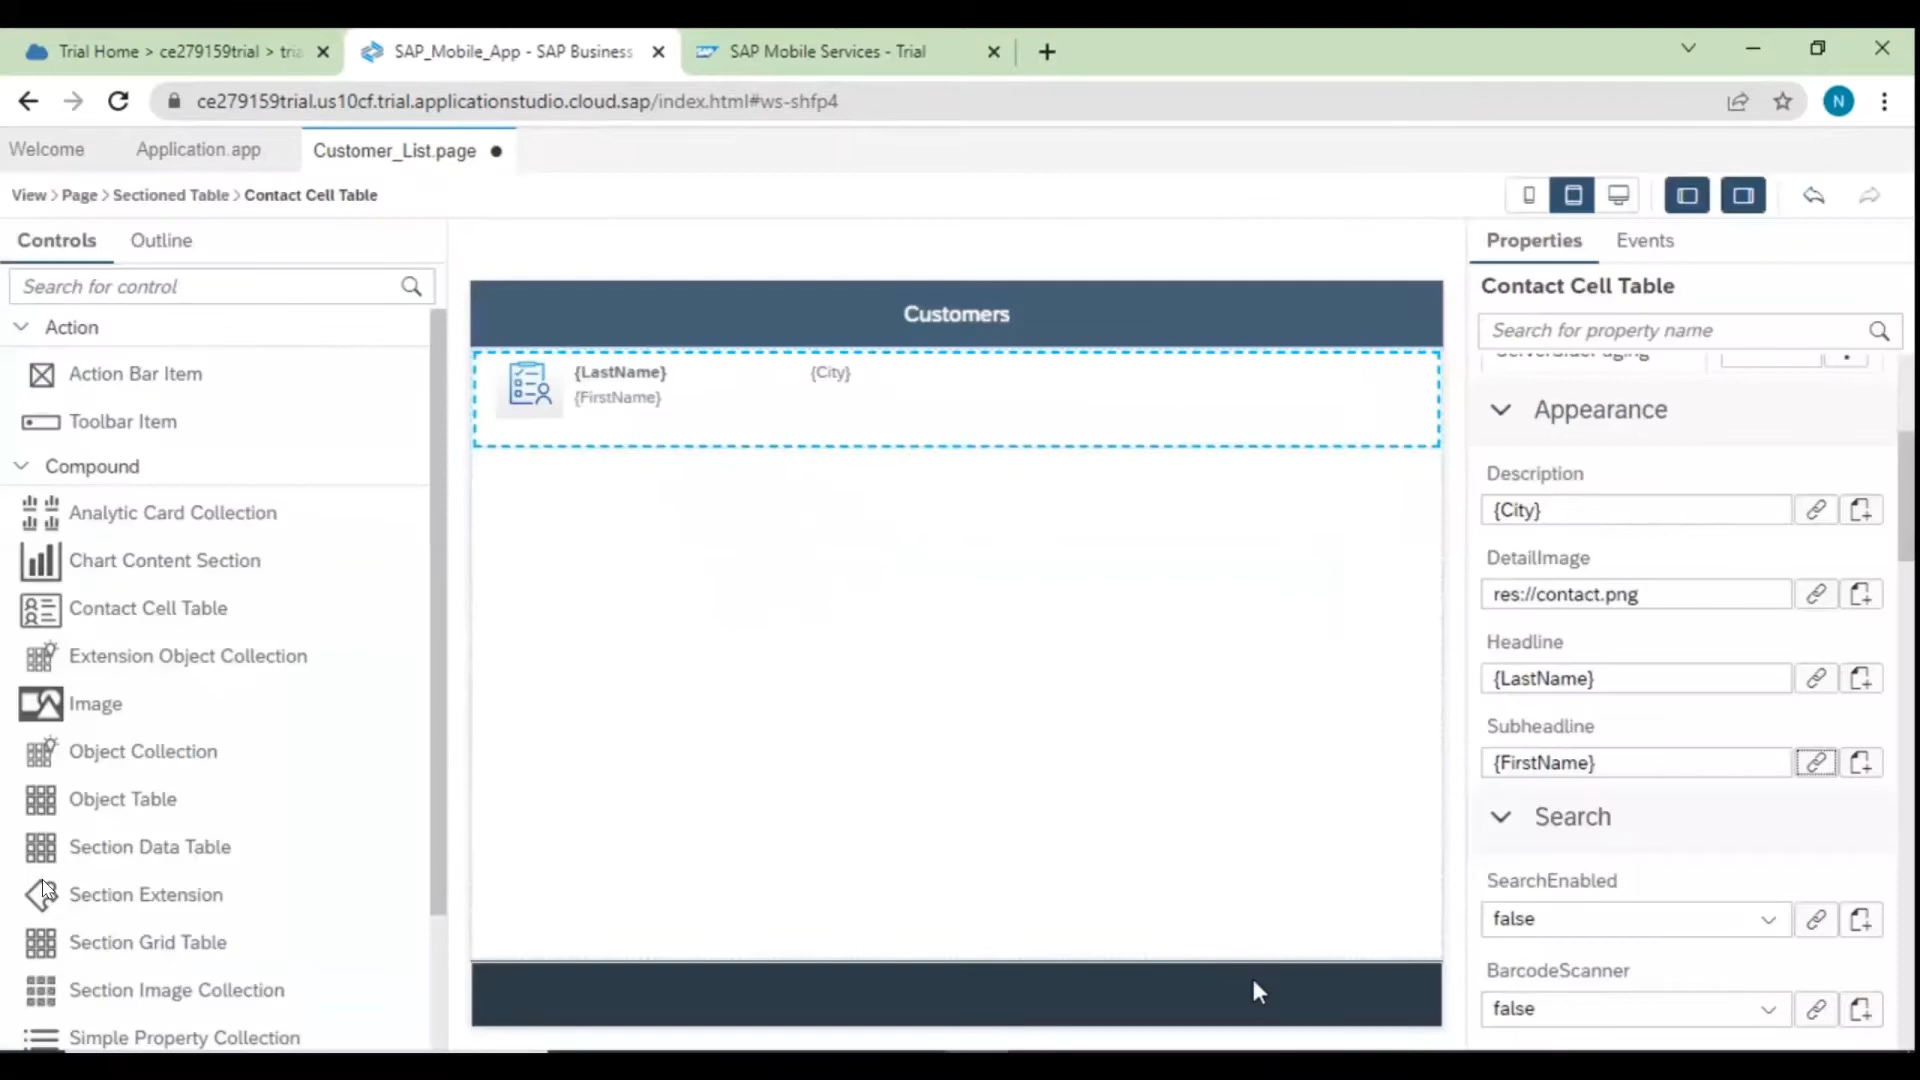 Trial Home > ce279159trial > tria
SAP_Mobile_App - SAP Business
SAP Mobile Services - Trial
ce279159trial.us10cf.trial.applicationstudio.cloud.sap/index.html#ws-shfp4
N
Welcome
Application.app
Customer_List.page
View > Page > Sectioned Table > Contact Cell Table
Controls
Outline
Search for control
Action
Action Bar Item
Toolbar Item
Compound
Analytic Card Collection
Chart Content Section
Contact Cell Table
Extension Object Collection
Image
Object Collection
Object Table
Section Data Table
Section Extension
Section Grid Table
Section Image Collection
Simple Property Collection
Customers
{LastName}
{City}
{FirstName}
Properties
Events
Contact Cell Table
Search for property name
ServerSidePaging
Appearance
Description
{City}
DetailImage
res://contact.png
Headline
{LastName}
Subheadline
{FirstName}
Search
SearchEnabled
false
BarcodeScanner
false